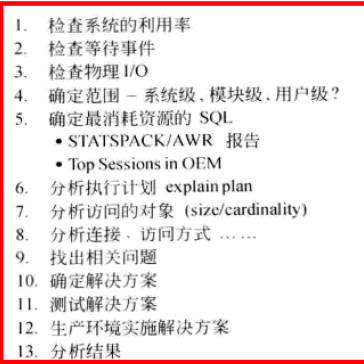 1. 检查系统的利用率
2. 检查等待事件
3. 检查物理 I/O
4. 确定范围 – 系统级、模块级、用户级?
5. 确定最消耗资源的 SQL
• STATSPACK/AWR 报告
• Top Sessions in OEM
6. 分析执行计划 explain plan
7. 分析访问的对象 (size/cardinality)
8. 分析连接、访问方式 ……
9. 找出相关问题
10. 确定解决方案
11. 测试解决方案
12. 生产环境实施解决方案
13. 分析结果